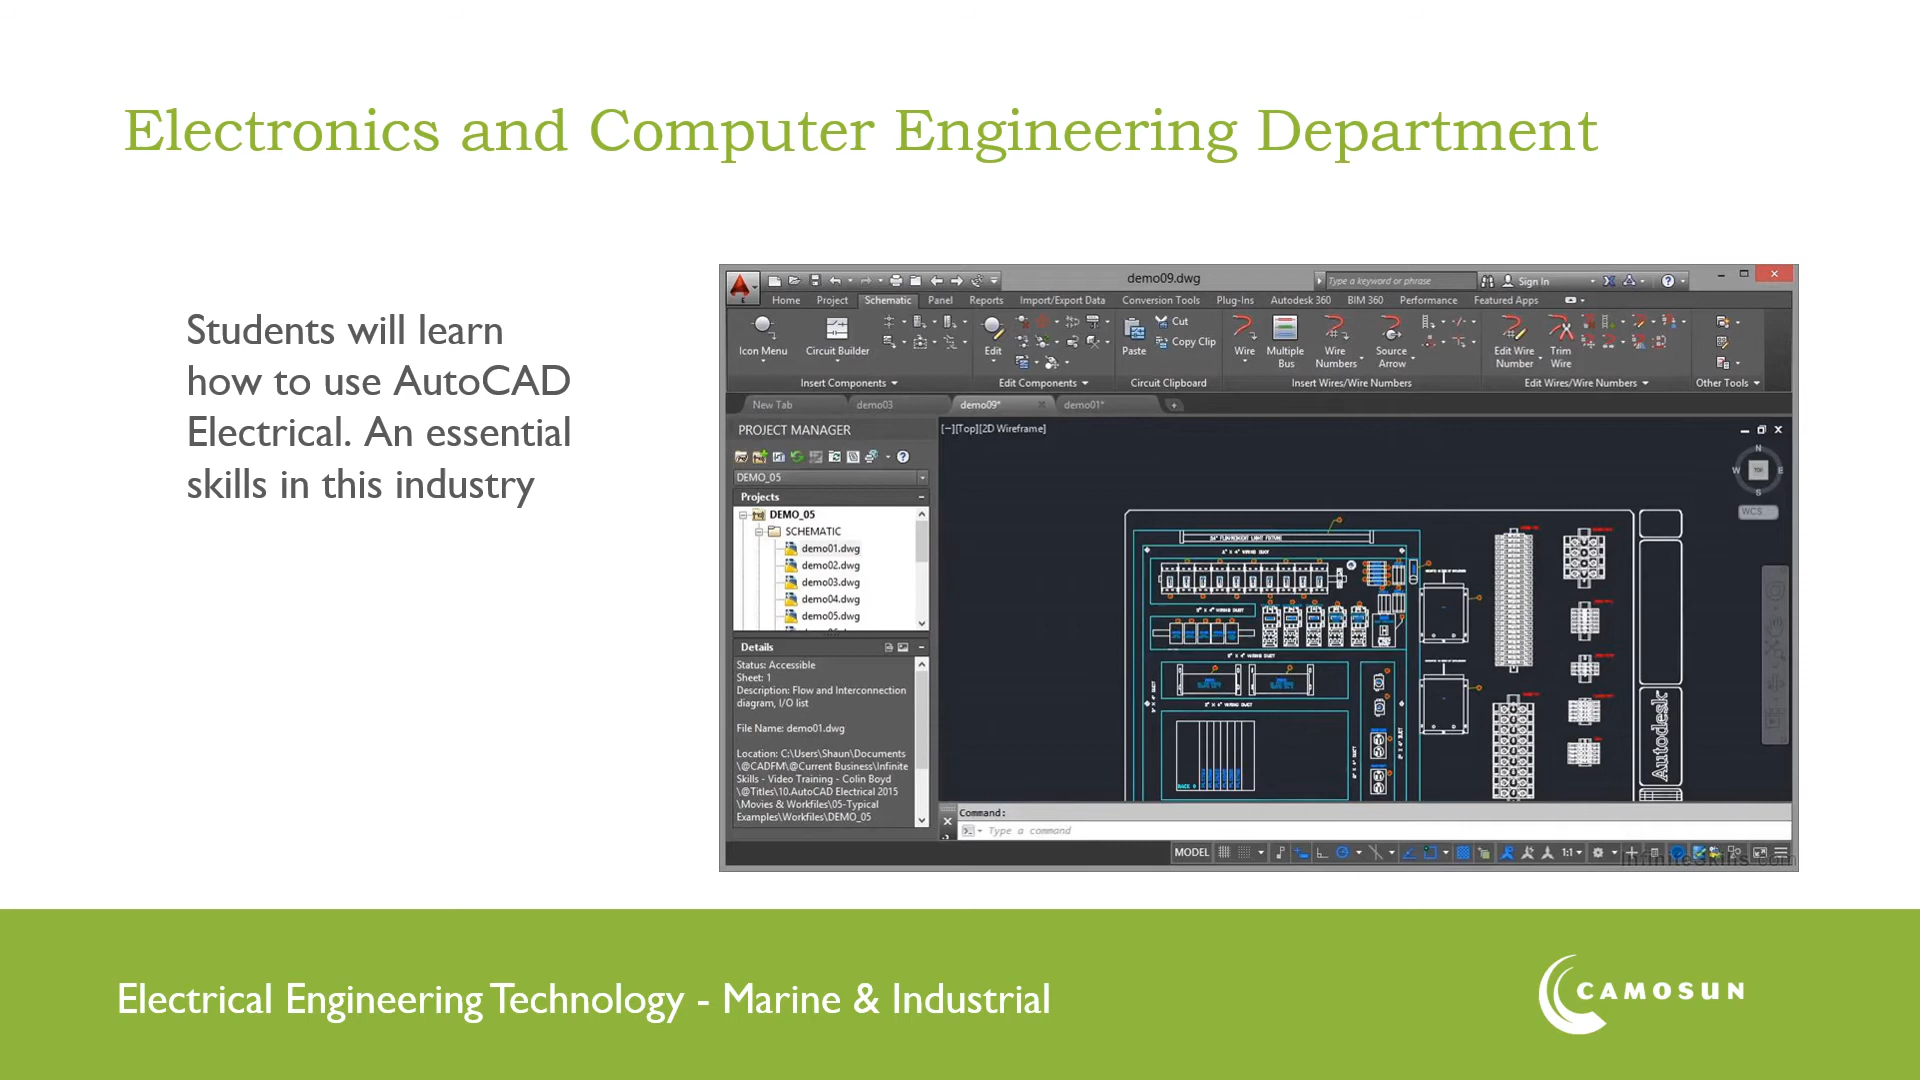 Electronics and Computer Engineering Department
Students will learn
how to use AutoCAD
Electrical. An essential
skills in this industry
demo09.dwg
Type a keyword or phrase
Sign In
Home Project Schematic Panel Reports Import/Export Data Conversion Tools Plug-Ins Autodesk 360 BIM 360 Performance Featured Apps
Icon Menu
Circuit Builder
Edit
Paste
Cut
Copy Clip
Wire
Multiple
Bus
Wire
Numbers
Source
Arrow
Edit Wire
Number
Trim
Wire
Insert Components Edit Components Circuit Clipboard Insert Wires/Wire Numbers Edit Wires/Wire Numbers Other Tools
New Tab demo03 demo09* demo01*
PROJECT MANAGER
DEMO_05
Projects
DEMO_05
SCHEMATIC
demo01.dwg
demo02.dwg
demo03.dwg
demo04.dwg
demo05.dwg
Details
Status: Accessible
Sheet: 1
Description: Flow and Interconnection
diagram, I/O list
File Name: demo01.dwg
Location: C:\Users\Shaun\Documents
\@CADFM\@Current Business\Infinite
Skills - Video Training - Colin Boyd
\@Titles\10.AutoCAD Electrical 2015
\Movies & Workfiles\05-Typical
Examples\Workfiles\DEMO_05
[−][Top][2D Wireframe]
N
W TOP E
S
WCS
RACK 0
Autodesk
Command:
Type a command
MODEL
1:1
InfiniteSkills.com
Electrical Engineering Technology - Marine & Industrial
CAMOSUN